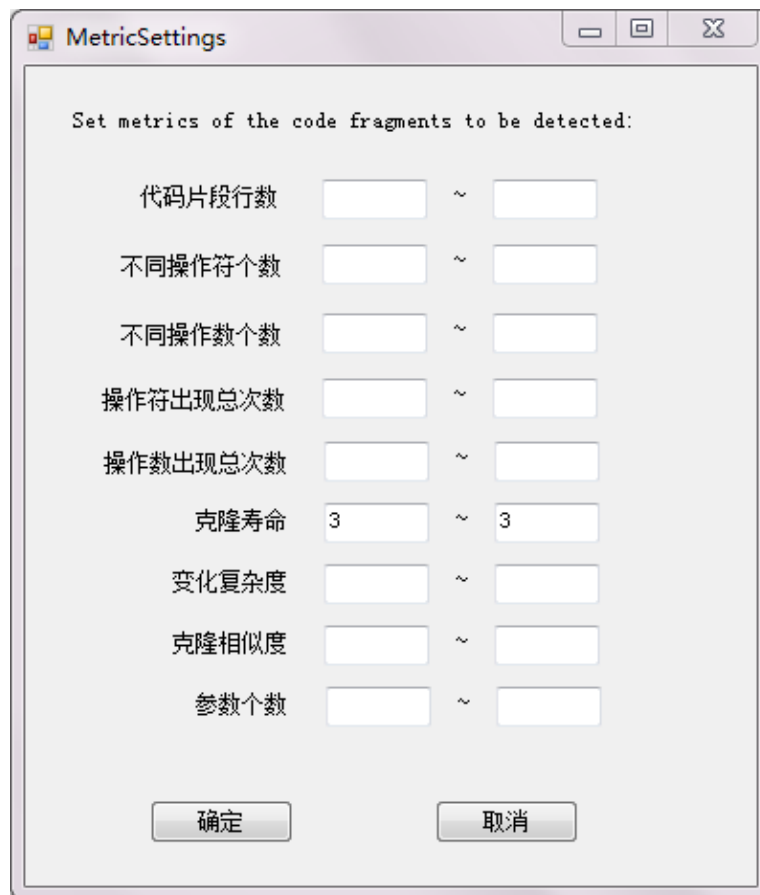 MetricSettings
Set metrics of the code fragments to be detected:
代码片段行数 ~
不同操作符个数 ~
不同操作数个数 ~
操作符出现总次数 ~
操作数出现总次数 ~
克隆寿命 3 ~ 3
变化复杂度 ~
克隆相似度 ~
参数个数 ~
确定 取消